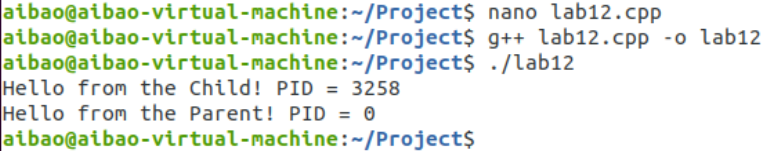 aibao@aibao-virtual-machine:~/Project$ nano lab12.cpp
aibao@aibao-virtual-machine:~/Project$ g++ lab12.cpp -o lab12
aibao@aibao-virtual-machine:~/Project$ ./lab12
Hello from the Child! PID = 3258
Hello from the Parent! PID = 0
aibao@aibao-virtual-machine:~/Project$